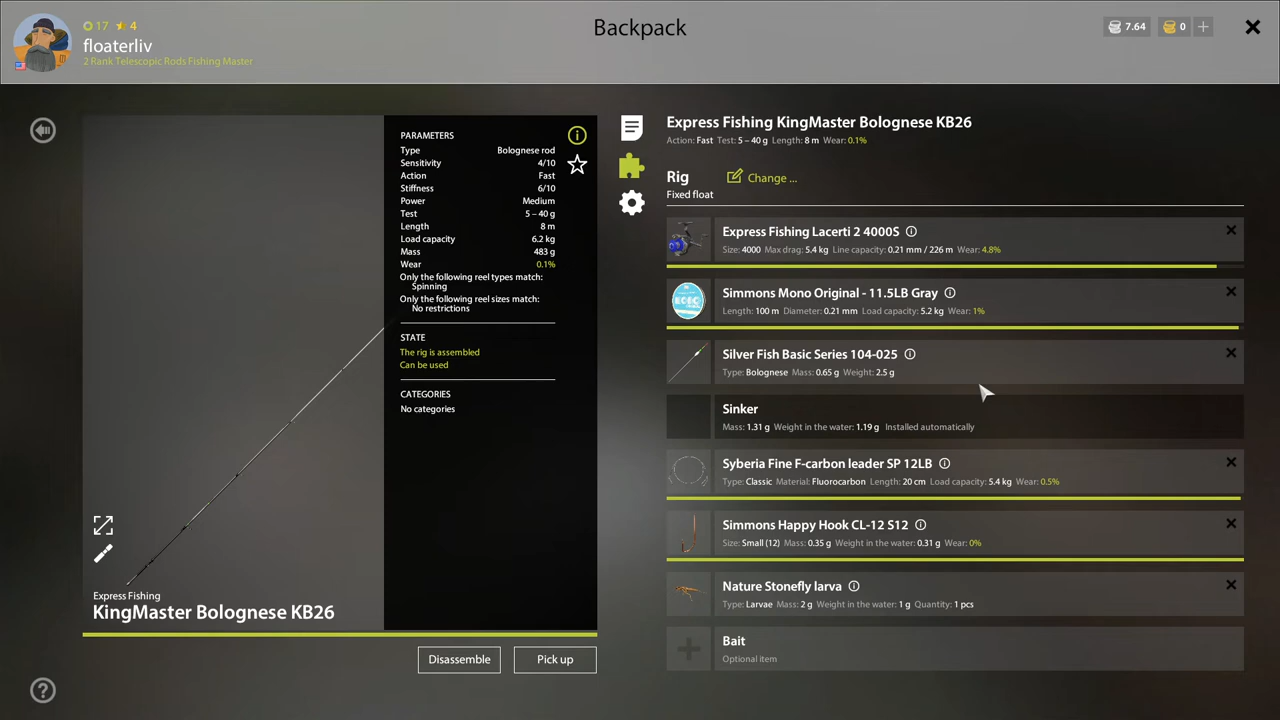 17 4
floaterliv
2 Rank Telescopic Rods Fishing Master
Backpack
7.64 0
PARAMETERS
Type Bolognese rod
Sensitivity 4/10
Action Fast
Stiffness 6/10
Power Medium
Test 5 – 40 g
Length 8 m
Load capacity 6.2 kg
Mass 483 g
Wear 0.1%
Only the following reel types match:
Spinning
Only the following reel sizes match:
No restrictions
STATE
The rig is assembled
Can be used
CATEGORIES
No categories
Express Fishing
KingMaster Bolognese KB26
Disassemble
Pick up
Express Fishing KingMaster Bolognese KB26
Action: Fast Test: 5 – 40 g Length: 8 m Wear: 0.1%
Rig
Change ...
Fixed float
Express Fishing Lacerti 2 4000S
Size: 4000 Max drag: 5.4 kg Line capacity: 0.21 mm / 226 m Wear: 4.8%
Simmons Mono Original - 11.5LB Gray
Length: 100 m Diameter: 0.21 mm Load capacity: 5.2 kg Wear: 1%
Silver Fish Basic Series 104-025
Type: Bolognese Mass: 0.65 g Weight: 2.5 g
Sinker
Mass: 1.31 g Weight in the water: 1.19 g Installed automatically
Syberia Fine F-carbon leader SP 12LB
Type: Classic Material: Fluorocarbon Length: 20 cm Load capacity: 5.4 kg Wear: 0.5%
Simmons Happy Hook CL-12 S12
Size: Small (12) Mass: 0.35 g Weight in the water: 0.31 g Wear: 0%
Nature Stonefly larva
Type: Larvae Mass: 2 g Weight in the water: 1 g Quantity: 1 pcs
Bait
Optional item